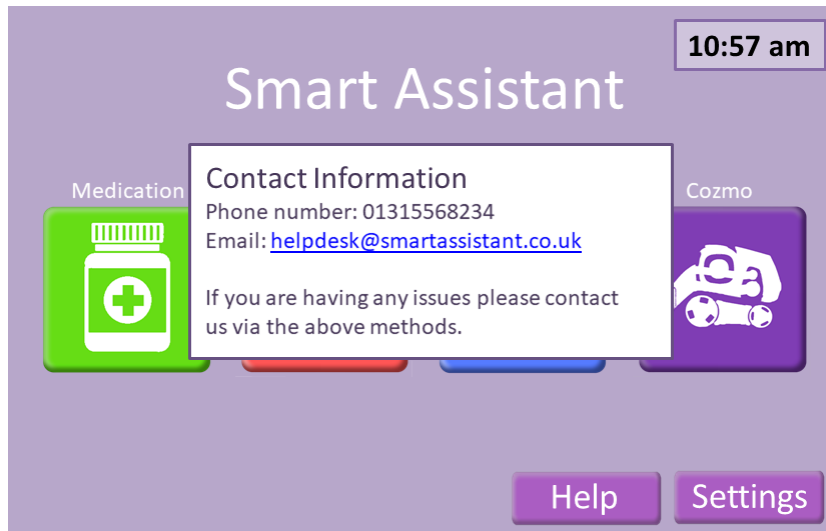 10:57 am
Smart Assistant
Medication
Cozmo
Contact Information
Phone number: 01315568234
Email: helpdesk@smartassistant.co.uk
If you are having any issues please contact
us via the above methods.
Help
Settings